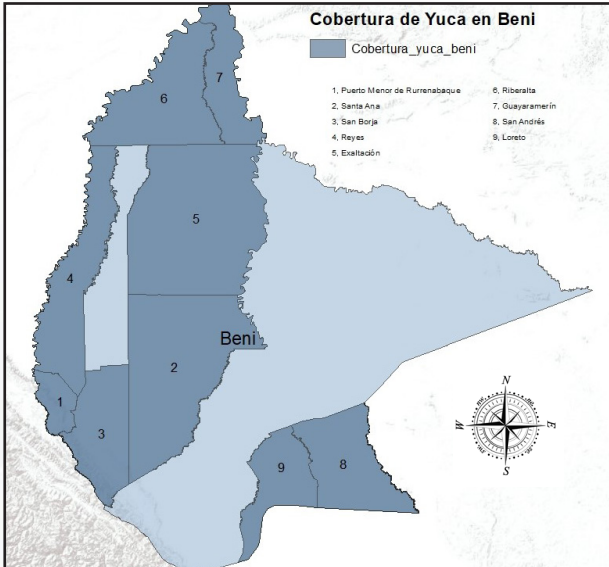 Cobertura de Yuca en Beni
Cobertura_yuca_beni
1, Puerto Menor de Rurrenabaque
2, Santa Ana
3, San Borja
4, Reyes
5, Exaltación
6, Riberalta
7, Guayaramerín
8, San Andrés
9, Loreto
7
6
5
4
Beni
2
1
3
9
8
N
W
E
S